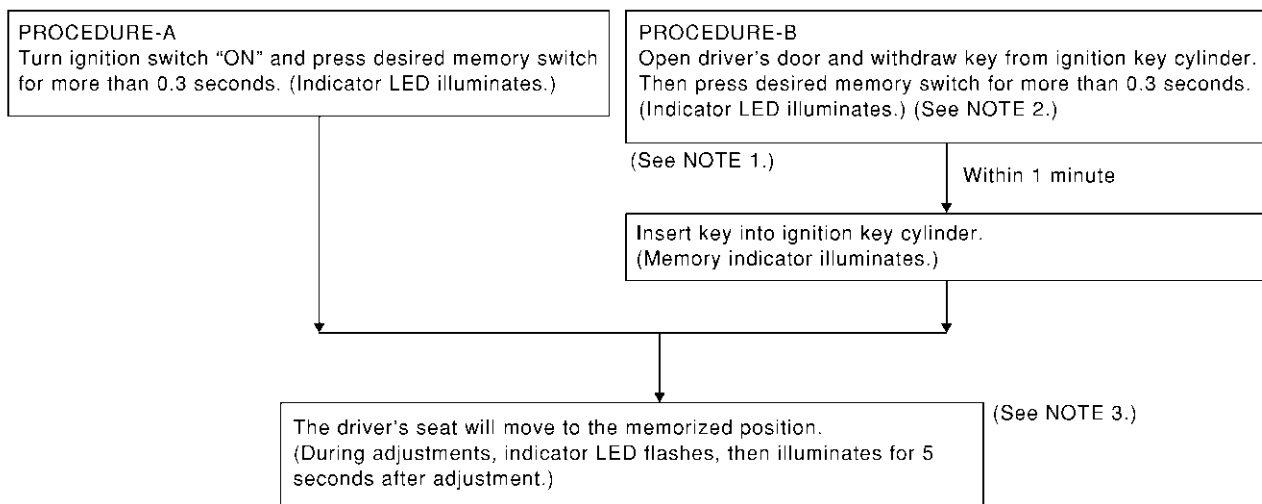 PROCEDURE-A
Turn ignition switch “ON” and press desired memory switch
for more than 0.3 seconds. (Indicator LED illuminates.)
PROCEDURE-B
Open driver’s door and withdraw key from ignition key cylinder.
Then press desired memory switch for more than 0.3 seconds.
(Indicator LED illuminates.) (See NOTE 2.)
(See NOTE 1.)
Within 1 minute
Insert key into ignition key cylinder.
(Memory indicator illuminates.)
The driver’s seat will move to the memorized position.
(During adjustments, indicator LED flashes, then illuminates for 5
seconds after adjustment.)
(See NOTE 3.)